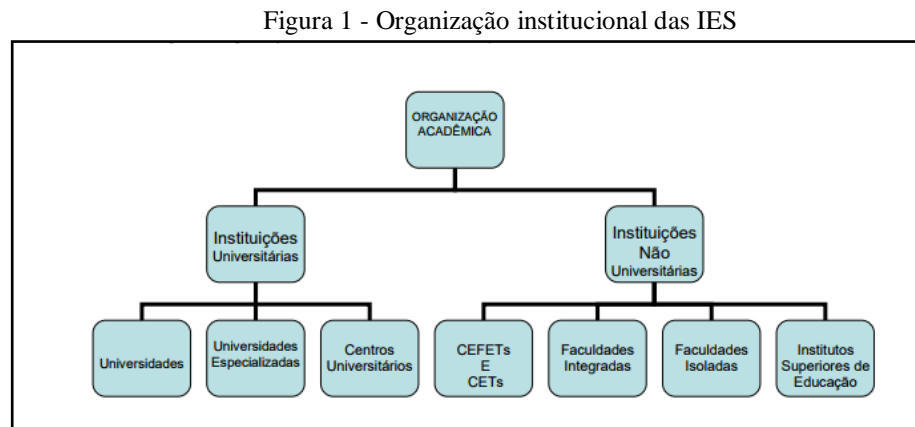 Figura 1 - Organização institucional das IES
ORGANIZAÇÃO
ACADÊMICA
Instituições
Universitárias
Instituições
Não
Universitárias
Universidades
Universidades
Especializadas
Centros
Universitários
CEFETs
E
CETs
Faculdades
Integradas
Faculdades
Isoladas
Institutos
Superiores de
Educação